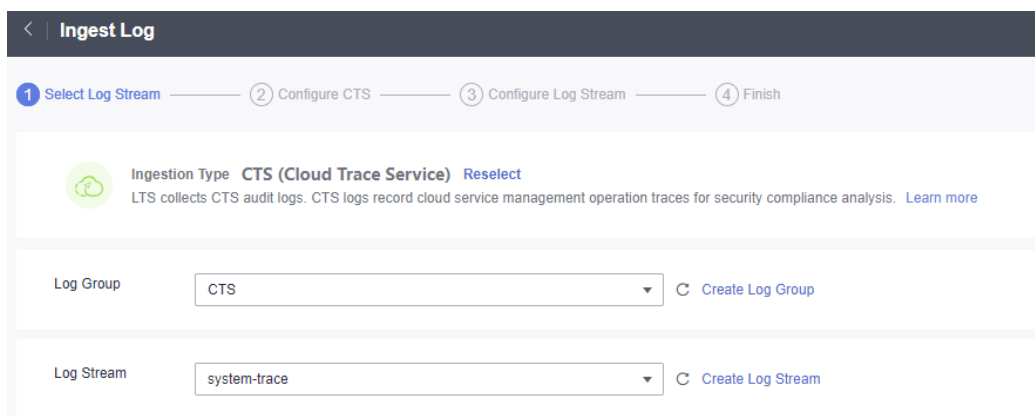 Ingest Log
1 Select Log Stream 2 Configure CTS 3 Configure Log Stream 4 Finish
Ingestion Type CTS (Cloud Trace Service) Reselect
LTS collects CTS audit logs. CTS logs record cloud service management operation traces for security compliance analysis. Learn more
Log Group CTS Create Log Group
Log Stream system-trace Create Log Stream